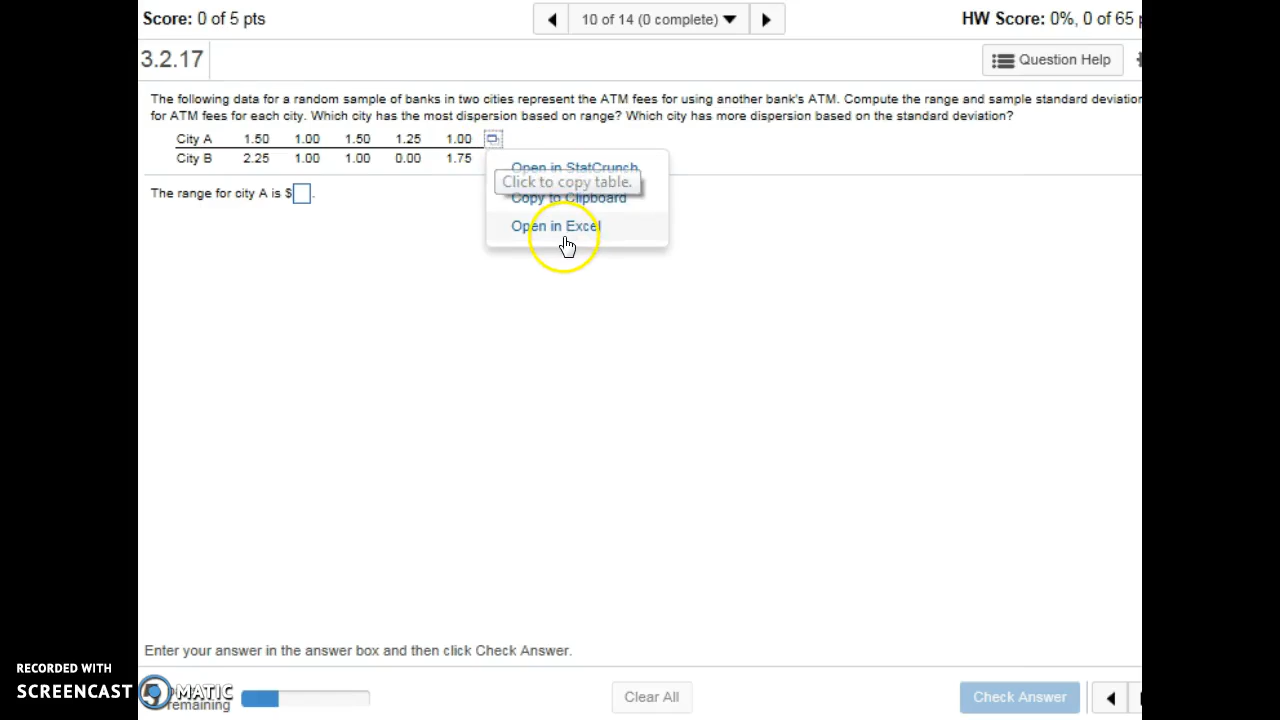 Score: 0 of 5 pts
10 of 14 (0 complete)
HW Score: 0%, 0 of 65
3.2.17
Question Help
The following data for a random sample of banks in two cities represent the ATM fees for using another bank's ATM. Compute the range and sample standard deviation
for ATM fees for each city. Which city has the most dispersion based on range? Which city has more dispersion based on the standard deviation?
City A 1.50 1.00 1.50 1.25 1.00
City B 2.25 1.00 1.00 0.00 1.75
Open in StatCrunch
Click to copy table.
Copy to Clipboard
Open in Excel
The range for city A is $ .
Enter your answer in the answer box and then click Check Answer.
RECORDED WITH
SCREENCAST MATIC
remaining
Clear All
Check Answer